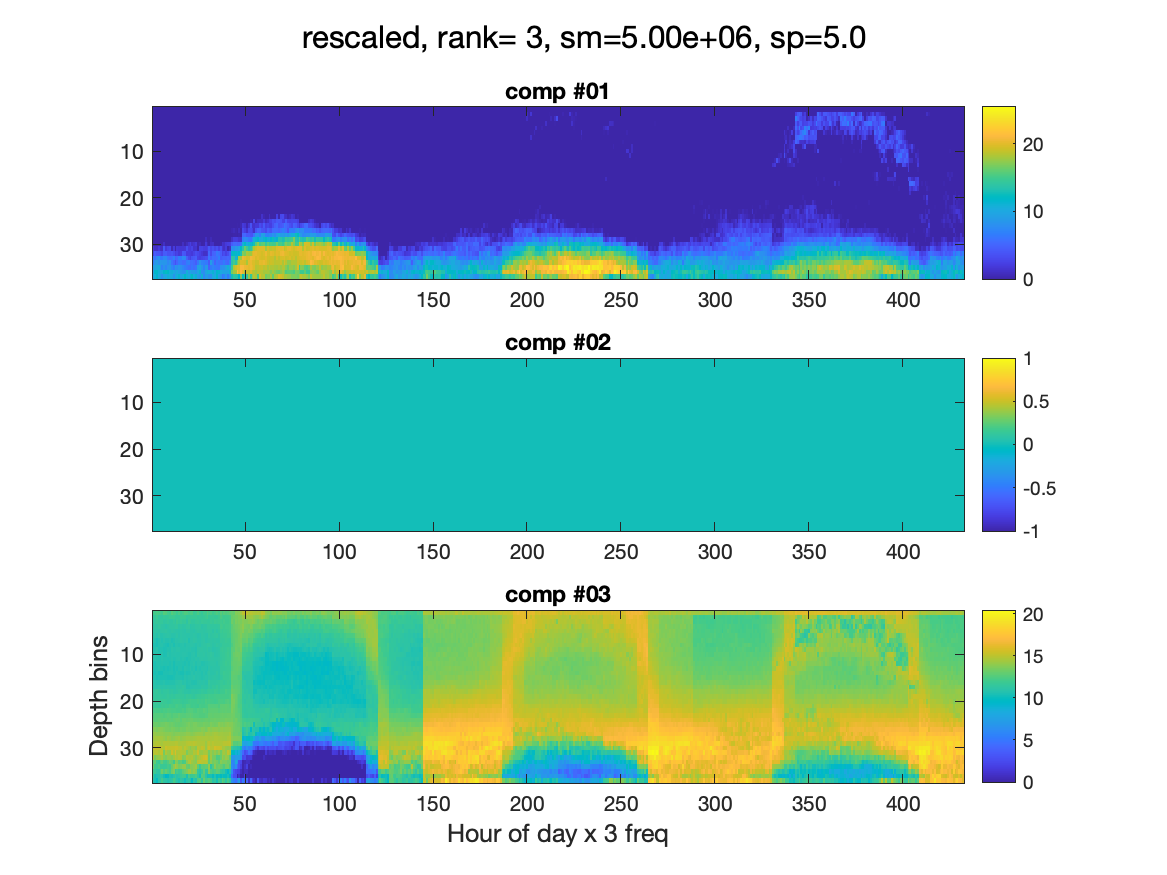 rescaled, rank= 3, sm=5.00e+06, sp=5.0
comp #01
10
20
30
50 100 150 200 250 300 350 400
20
10
0
comp #02
10
20
30
50 100 150 200 250 300 350 400
1
0.5
0
-0.5
-1
comp #03
Depth bins
10
20
30
50 100 150 200 250 300 350 400
20
15
10
5
0
Hour of day x 3 freq